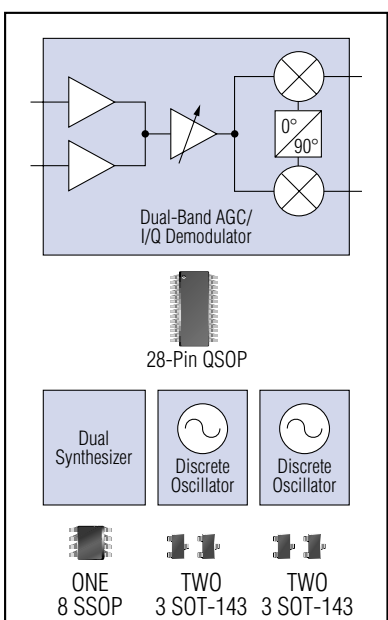 0°
90°
Dual-Band AGC/
I/Q Demodulator
28-Pin QSOP
Dual
Synthesizer
Discrete
Oscillator
Discrete
Oscillator
ONE
8 SSOP
TWO
3 SOT-143
TWO
3 SOT-143